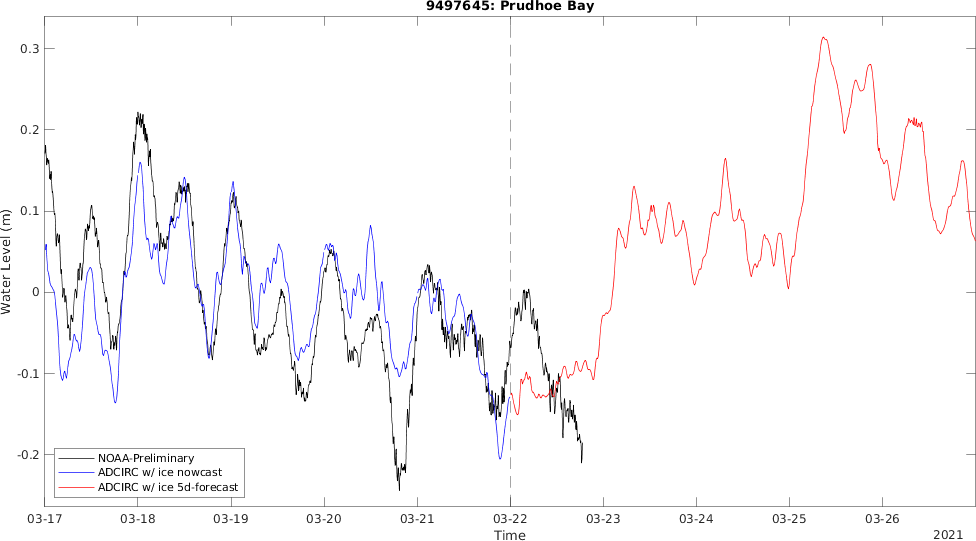 9497645: Prudhoe Bay
Water Level (m)
0.3
0.2
0.1
0
-0.1
-0.2
NOAA-Preliminary
ADCIRC w/ ice nowcast
ADCIRC w/ ice 5d-forecast
03-17 03-18 03-19 03-20 03-21 03-22 03-23 03-24 03-25 03-26
Time
2021